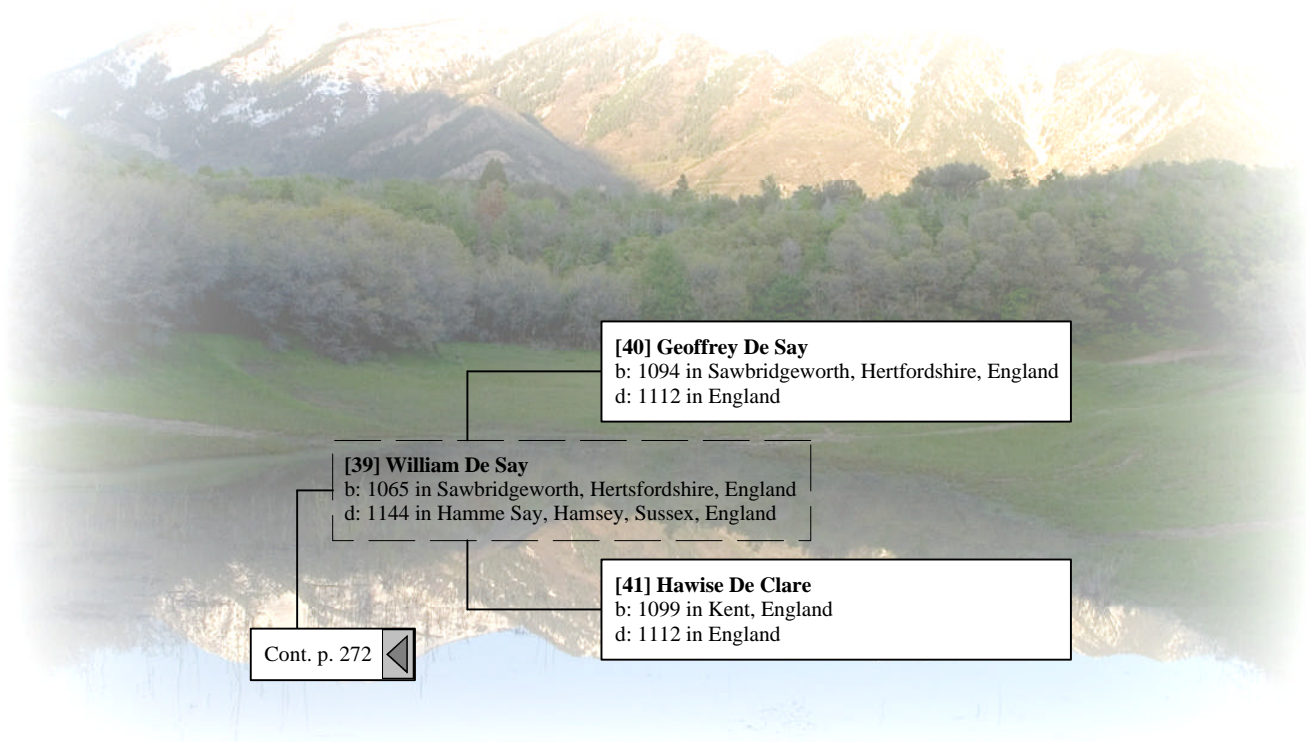 [40] Geoffrey De Say
b: 1094 in Sawbridgeworth, Hertfordshire, England
d: 1112 in England
[39] William De Say
b: 1065 in Sawbridgeworth, Hertsfordshire, England
d: 1144 in Hamme Say, Hamsey, Sussex, England
[41] Hawise De Clare
b: 1099 in Kent, England
d: 1112 in England
Cont. p. 272